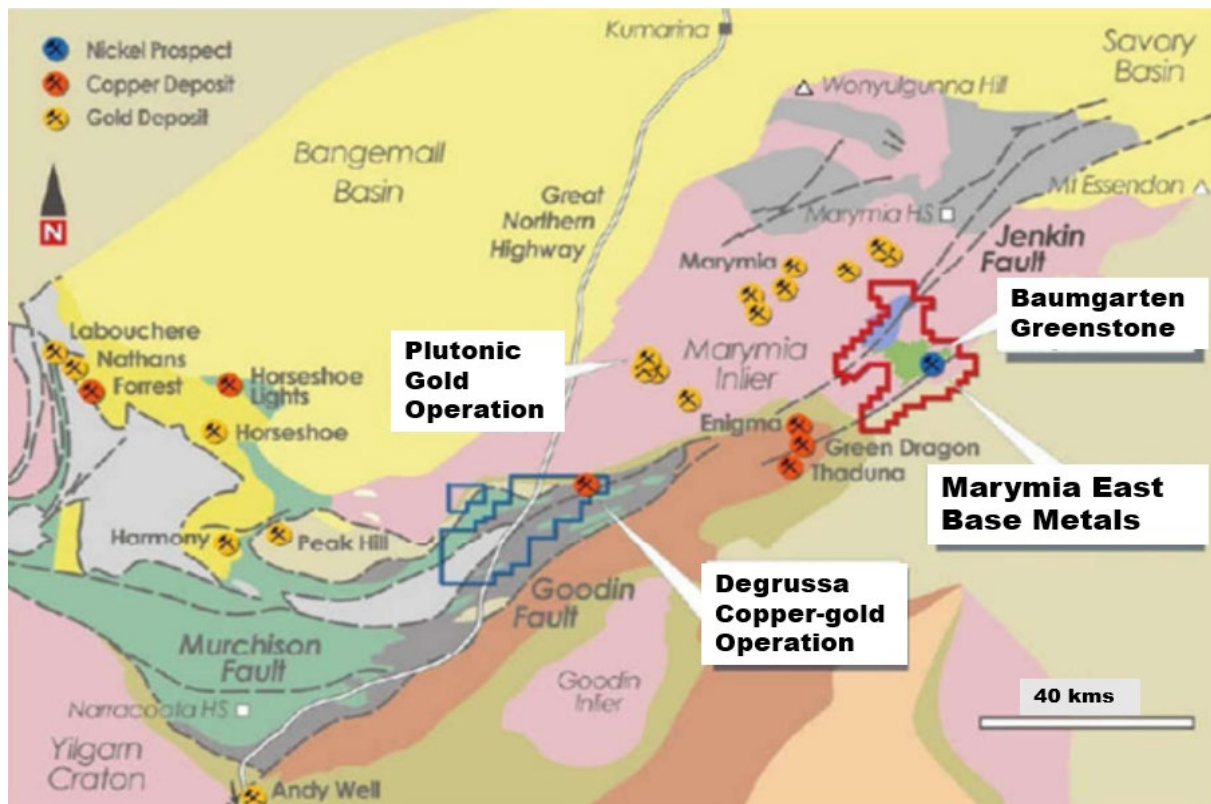 Nickel Prospect
Copper Deposit
Gold Deposit
N
Kumarina
Savory
Basin
Wonyulgunna Hill
Bangemall
Basin
Great
Northern
Highway
Mt Essendon
Marymia HS
Jenkin
Fault
Marymia
Baumgarten
Greenstone
Labouchere
Nathans
Forrest
Horseshoe
Lights
Horseshoe
Plutonic
Gold
Operation
Marymia
Inlier
Enigma
Green Dragon
Thaduna
Marymia East
Base Metals
Harmony
Peak Hill
Goodin
Fault
Degrussa
Copper-gold
Operation
Murchison
Fault
Goodin
Inlier
Narracoota HS
40 kms
Yilgarn
Craton
Andy Well